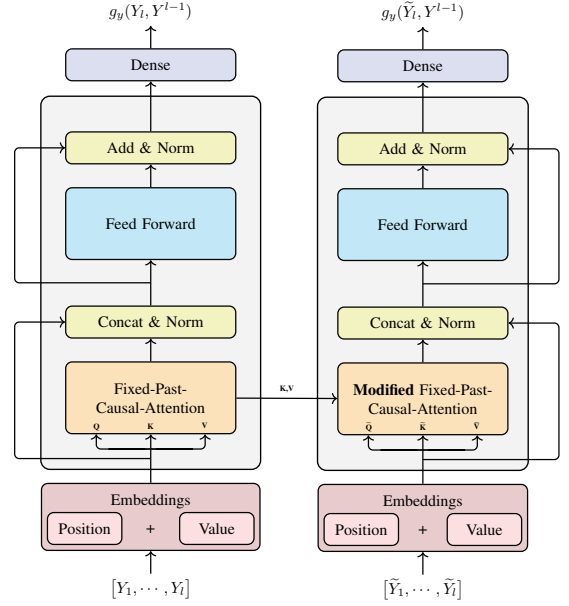 g_y(Y_l, Y^{l−1})
Dense
Add & Norm
Feed Forward
Concat & Norm
Fixed-Past-
Causal-Attention
Q K V
Embeddings
Position + Value
[Y_1, ⋯ , Y_l]
K,V
g_y(Ỹ_l, Y^{l−1})
Dense
Add & Norm
Feed Forward
Concat & Norm
Modified Fixed-Past-
Causal-Attention
Q̃ K̃ Ṽ
Embeddings
Position + Value
[Ỹ_1, ⋯ , Ỹ_l]